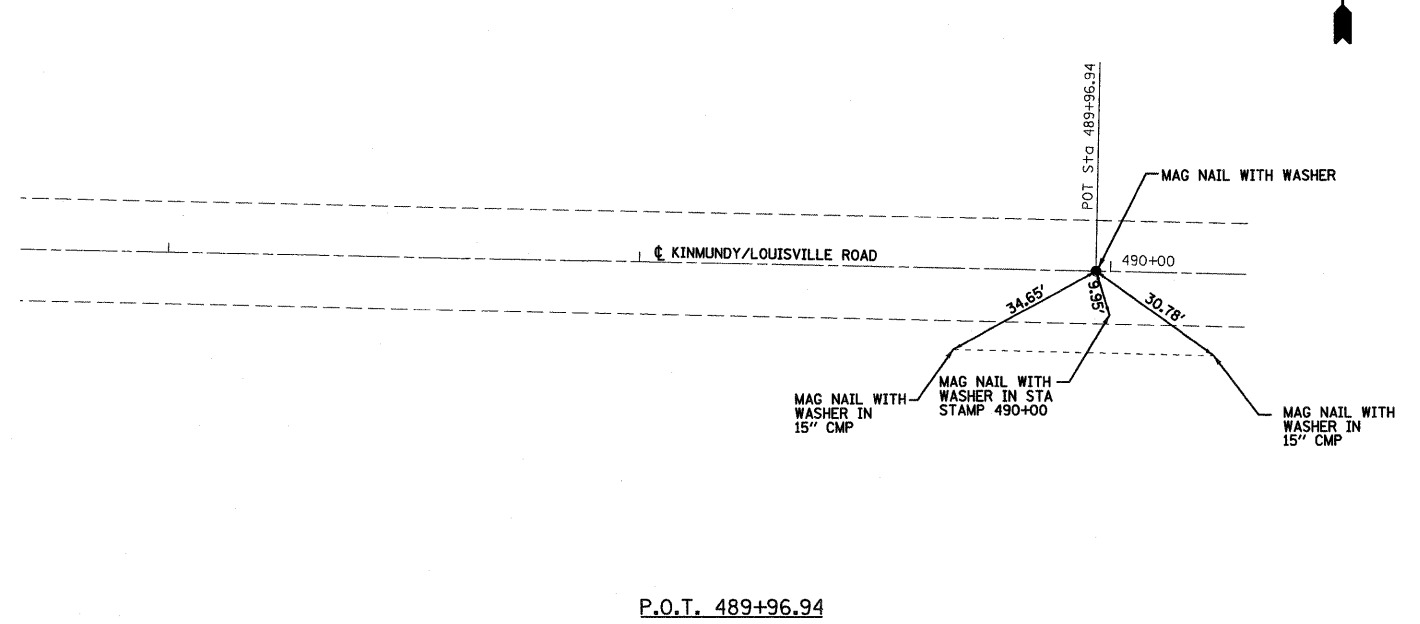 POT Sta 489+96.94
MAG NAIL WITH WASHER
℄ KINMUNDY/LOUISVILLE ROAD
490+00
34.65'
9.95'
30.78'
MAG NAIL WITH
WASHER IN
15" CMP
MAG NAIL WITH
WASHER IN STA
STAMP 490+00
MAG NAIL WITH
WASHER IN
15" CMP
P.O.T. 489+96.94